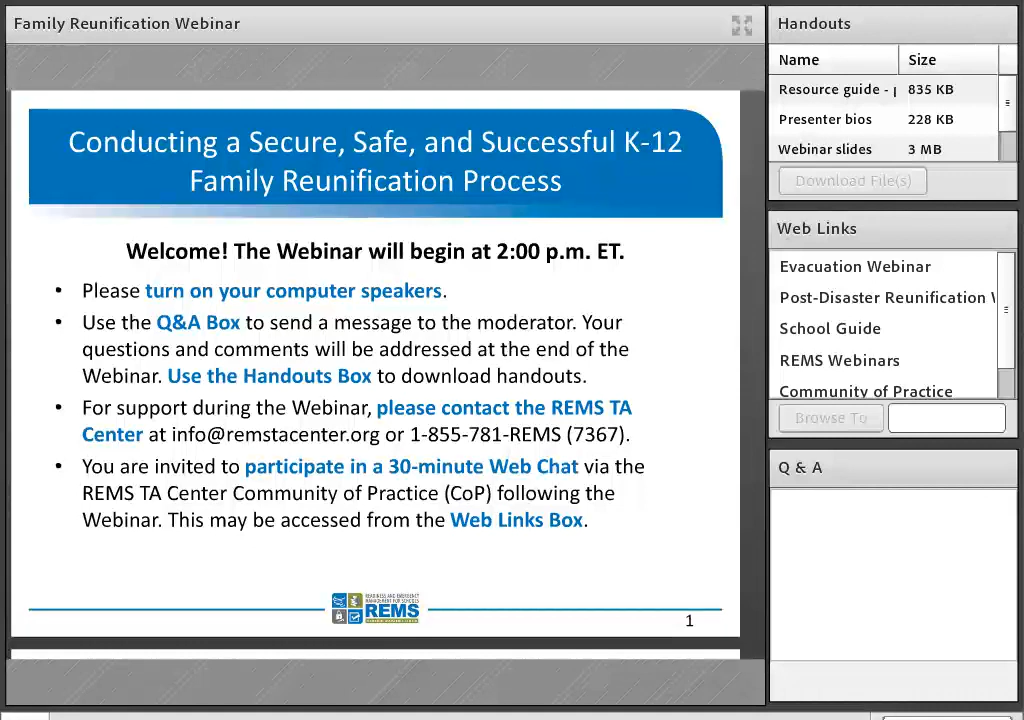 Family Reunification Webinar
Conducting a Secure, Safe, and Successful K-12
Family Reunification Process
Welcome! The Webinar will begin at 2:00 p.m. ET.
• Please turn on your computer speakers.
• Use the Q&A Box to send a message to the moderator. Your
questions and comments will be addressed at the end of the
Webinar. Use the Handouts Box to download handouts.
• For support during the Webinar, please contact the REMS TA
Center at info@remstacenter.org or 1-855-781-REMS (7367).
• You are invited to participate in a 30-minute Web Chat via the
REMS TA Center Community of Practice (CoP) following the
Webinar. This may be accessed from the Web Links Box.
READINESS AND EMERGENCY
MANAGEMENT FOR SCHOOLS
REMS
1
Handouts
Name Size
Resource guide - 835 KB
Presenter bios 228 KB
Webinar slides 3 MB
Download File(s)
Web Links
Evacuation Webinar
Post-Disaster Reunification
School Guide
REMS Webinars
Community of Practice
Browse To
Q & A